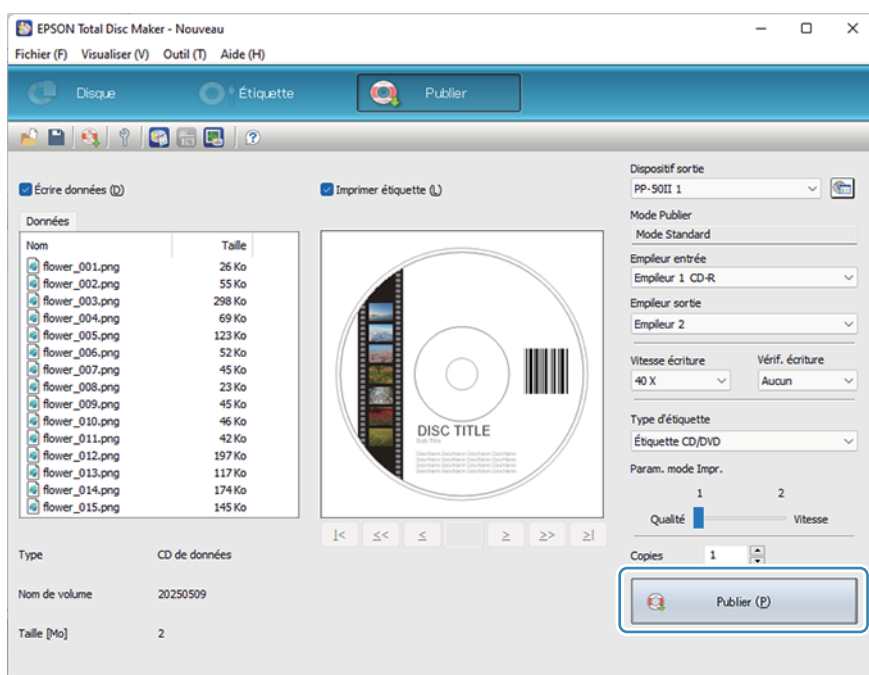 EPSON Total Disc Maker - Nouveau
Fichier (F) Visualiser (V) Outil (T) Aide (H)
Disque Étiquette Publier
Écrire données (D)
Données
Nom Taille
flower_001.png 26 Ko
flower_002.png 55 Ko
flower_003.png 298 Ko
flower_004.png 69 Ko
flower_005.png 123 Ko
flower_006.png 52 Ko
flower_007.png 45 Ko
flower_008.png 23 Ko
flower_009.png 45 Ko
flower_010.png 46 Ko
flower_011.png 42 Ko
flower_012.png 197 Ko
flower_013.png 117 Ko
flower_014.png 174 Ko
flower_015.png 145 Ko
Type CD de données
Nom de volume 20250509
Taille [Mo] 2
Imprimer étiquette (L)
DISC TITLE
Sub Title
|< << < > >> >|
Dispositif sortie
PP-50II 1
Mode Publier
Mode Standard
Empileur entrée
Empileur 1 CD-R
Empileur sortie
Empileur 2
Vitesse écriture Vérif. écriture
40 X Aucun
Type d'étiquette
Étiquette CD/DVD
Param. mode Impr.
1 2
Qualité Vitesse
Copies 1
Publier (P)